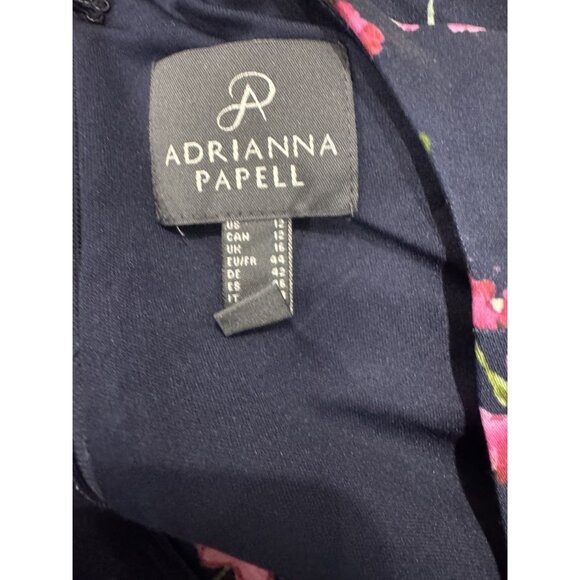 ADRIANNA
PAPELL
US 12
CAN 12
UK 16
EU/FR 44
DE 42
ES
IT